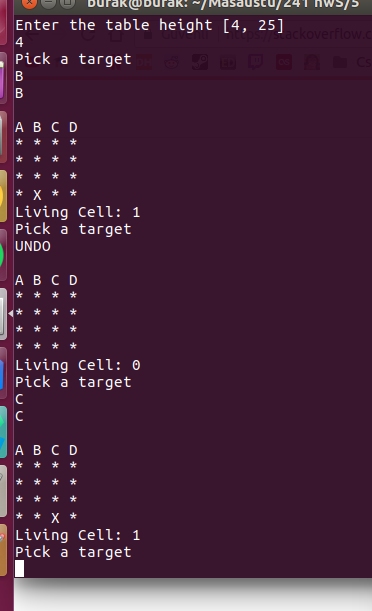 burak@burak: ~/Masaüstü/241 hw5/5
Enter the table height [4, 25]
4
Pick a target
B
B
A B C D
* * * *
* * * *
* * * *
* X * *
Living Cell: 1
Pick a target
UNDO
A B C D
* * * *
* * * *
* * * *
* * * *
Living Cell: 0
Pick a target
C
C
A B C D
* * * *
* * * *
* * * *
* * X *
Living Cell: 1
Pick a target